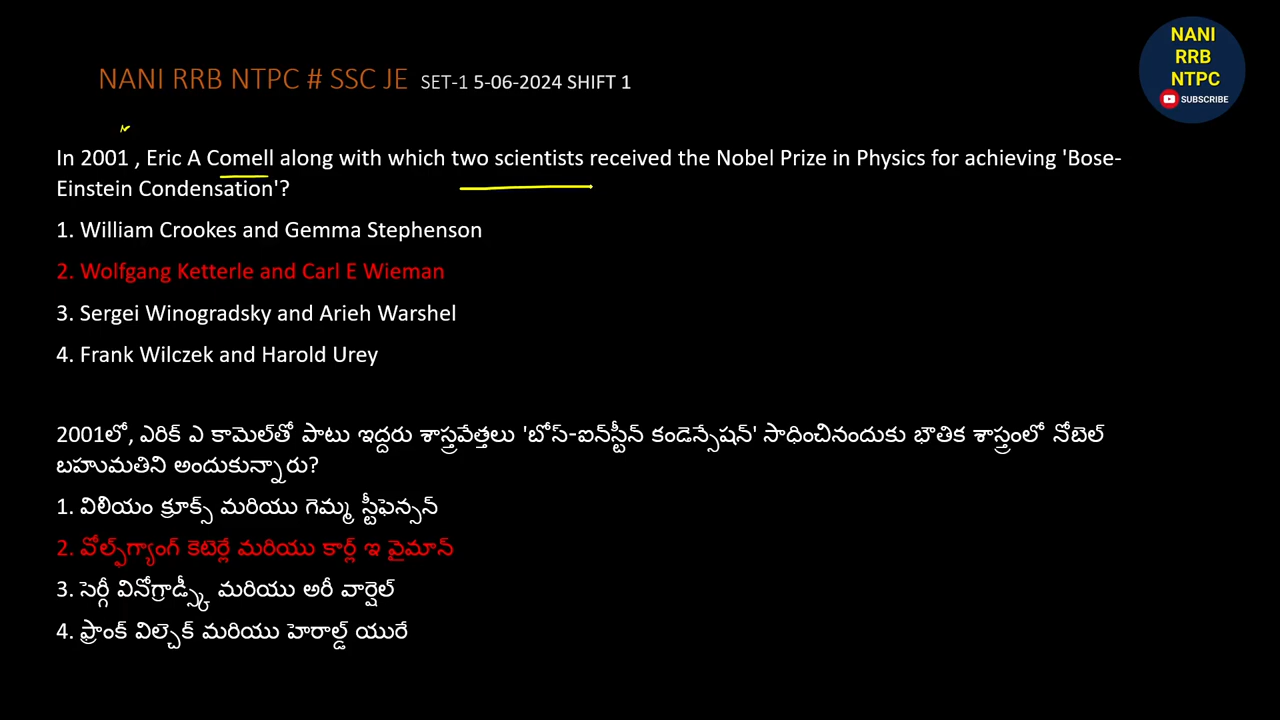 NANI RRB NTPC # SSC JE SET-1 5-06-2024 SHIFT 1
NANI
RRB
NTPC
SUBSCRIBE
In 2001 , Eric A Comell along with which two scientists received the Nobel Prize in Physics for achieving 'Bose-
Einstein Condensation'?
1. William Crookes and Gemma Stephenson
2. Wolfgang Ketterle and Carl E Wieman
3. Sergei Winogradsky and Arieh Warshel
4. Frank Wilczek and Harold Urey
2001లో, ఎరిక్ ఎ కామెల్‌తో పాటు ఇద్దరు శాస్త్రవేత్తలు 'బోస్-ఐన్‌స్టీన్ కండెన్సేషన్' సాధించినందుకు భౌతిక శాస్త్రంలో నోబెల్
బహుమతిని అందుకున్నారు?
1. విలియం క్రూక్స్ మరియు గెమ్మ స్టీఫెన్సన్
2. వోల్ఫ్‌గ్యాంగ్ కెటెర్లే మరియు కార్ల్ ఇ వైమాన్
3. సెర్గీ వినోగ్రాడ్స్కీ మరియు అరీ వార్షెల్
4. ఫ్రాంక్ విల్చెక్ మరియు హెరాల్డ్ యురే